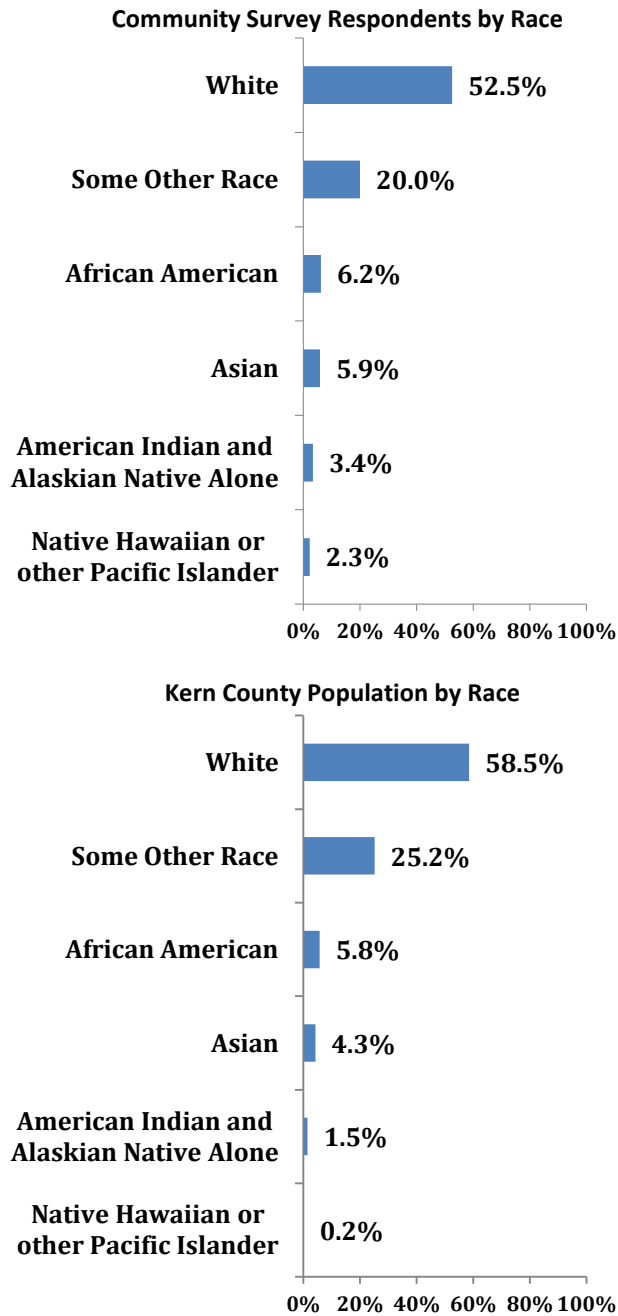 Community Survey Respondents by Race
White
52.5%
Some Other Race
20.0%
African American
6.2%
Asian
5.9%
American Indian and
Alaskian Native Alone
3.4%
Native Hawaiian or
other Pacific Islander
2.3%
0% 20% 40% 60% 80% 100%
Kern County Population by Race
White
58.5%
Some Other Race
25.2%
African American
5.8%
Asian
4.3%
American Indian and
Alaskian Native Alone
1.5%
Native Hawaiian or
other Pacific Islander
0.2%
0% 20% 40% 60% 80% 100%